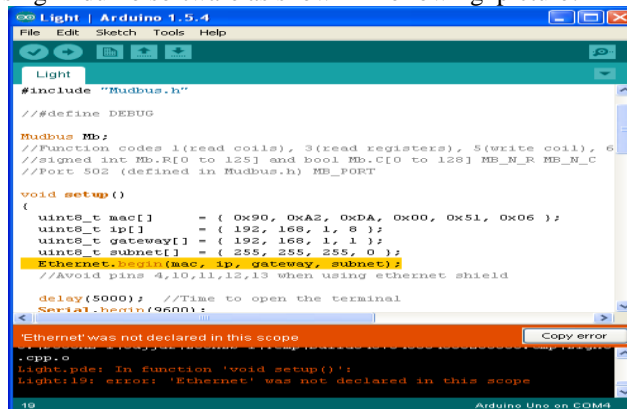 Light | Arduino 1.5.4
File Edit Sketch Tools Help
Light
#include "Mudbus.h"
//#define DEBUG
Mudbus Mb;
//Function codes 1(read coils), 3(read registers), 5(write coil), 6
//signed int Mb.R[0 to 125] and bool Mb.C[0 to 128] MB_N_R MB_N_C
//Port 502 (defined in Mudbus.h) MB_PORT
void setup()
{
uint8_t mac[] = { 0x90, 0xA2, 0xDA, 0x00, 0x51, 0x06 };
uint8_t ip[] = { 192, 168, 1, 8 };
uint8_t gateway[] = { 192, 168, 1, 1 };
uint8_t subnet[] = { 255, 255, 255, 0 };
Ethernet.begin(mac, ip, gateway, subnet);
//Avoid pins 4,10,11,12,13 when using ethernet shield
delay(5000); //Time to open the terminal
Serial.begin(9600);
'Ethernet' was not declared in this scope
Copy error
.cpp.o
Light.pde: In function 'void setup()':
Light:19: error: 'Ethernet' was not declared in this scope
19
Arduino Uno on COM4